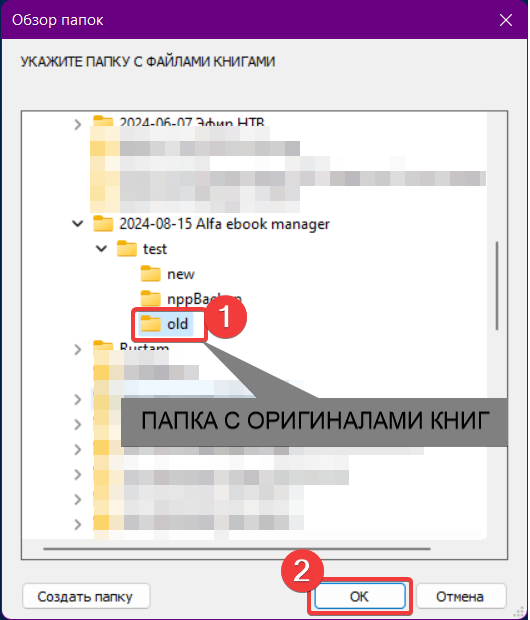 Обзор папок
УКАЖИТЕ ПАПКУ С ФАЙЛАМИ КНИГАМИ
2024-06-07 Эфир НТВ
2024-08-15 Alfa ebook manager
test
new
nppBackup
1
old
Rustam
ПАПКА С ОРИГИНАЛАМИ КНИГ
2
Создать папку
OK
Отмена